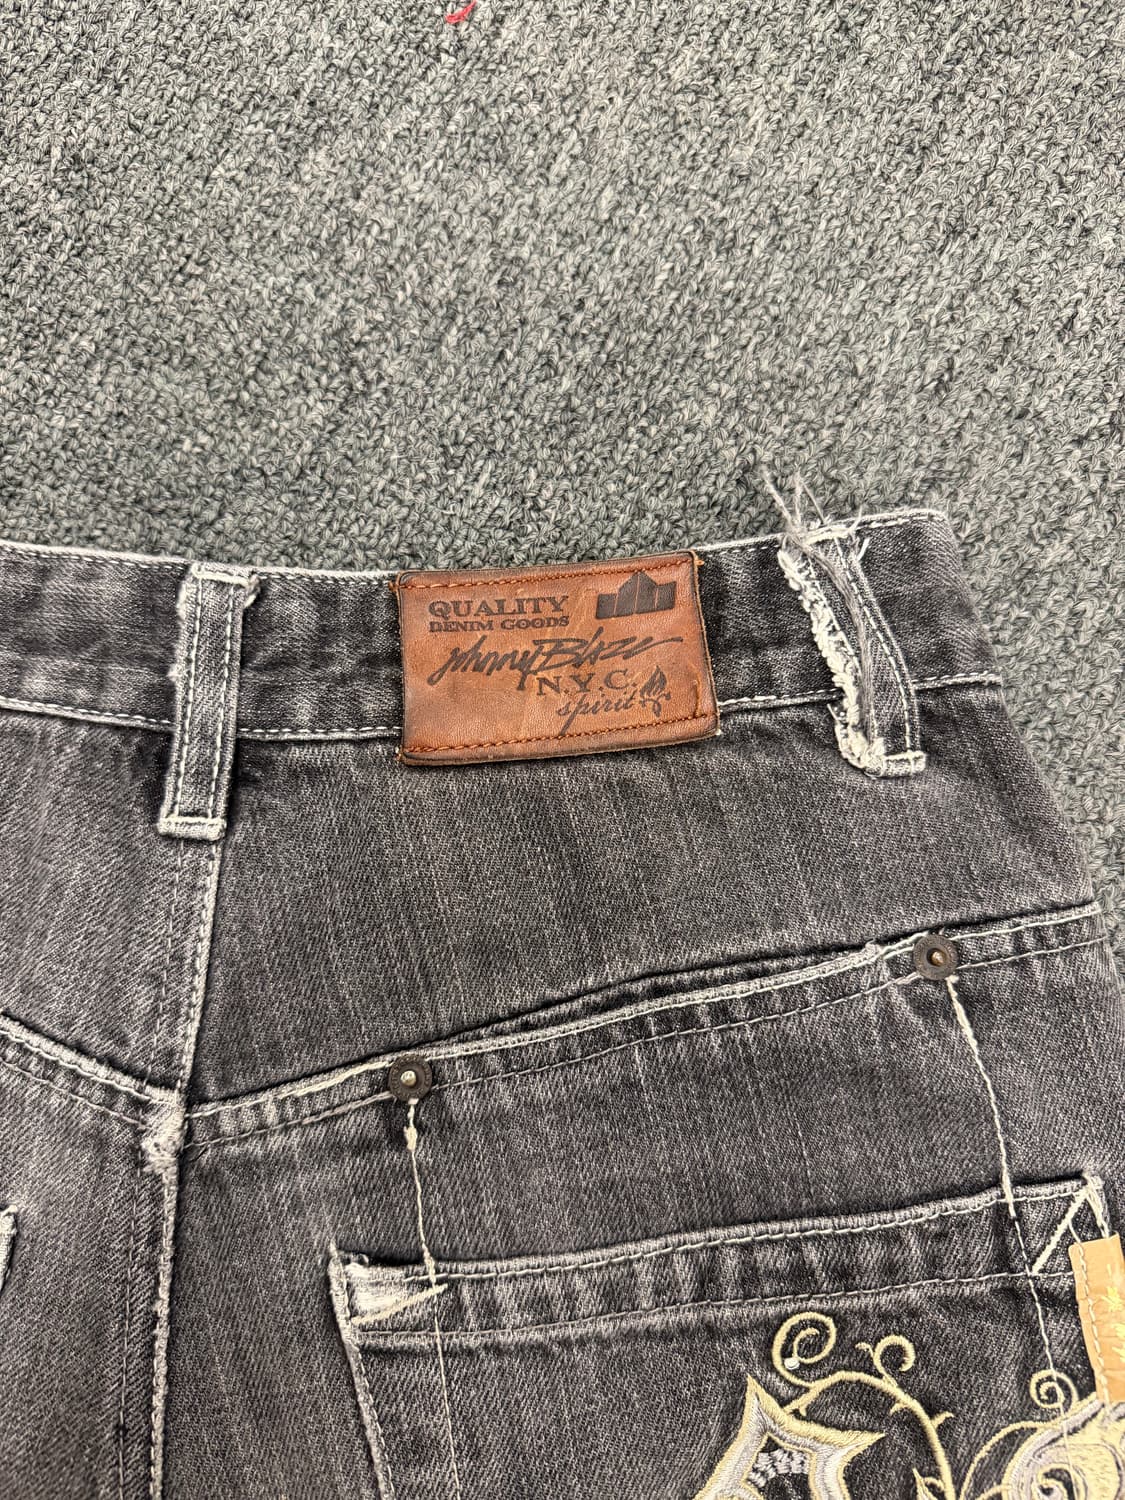 QUALITY
DENIM GOODS
Johnny Blaze
N.Y.C.
spirit